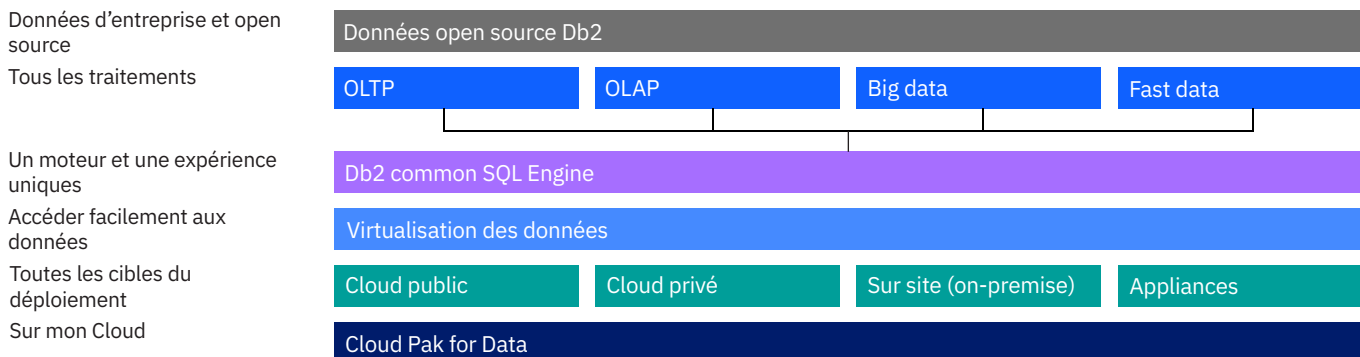 Données d’entreprise et open
source
Données open source Db2
Tous les traitements
OLTP
OLAP
Big data
Fast data
Un moteur et une expérience
uniques
Db2 common SQL Engine
Accéder facilement aux
données
Virtualisation des données
Toutes les cibles du
déploiement
Cloud public
Cloud privé
Sur site (on-premise)
Appliances
Sur mon Cloud
Cloud Pak for Data